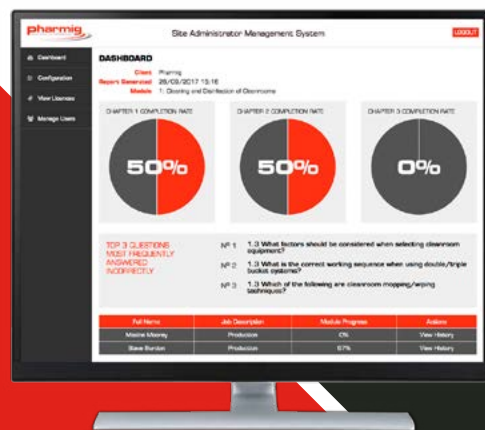 pharmig
Site Administrator Management System
LOGOUT
Dashboard
Configuration
View Licences
Manage Users
DASHBOARD
Client Pharmig
Report Generated 26/09/2017 13:16
Module 1: Cleaning and Disinfection of Cleanrooms
CHAPTER 1 COMPLETION RATE
CHAPTER 2 COMPLETION RATE
CHAPTER 3 COMPLETION RATE
50%
50%
0%
TOP 3 QUESTIONS
MOST FREQUENTLY
ANSWERED
INCORRECTLY
Nº 1 1.3 What factors should be considered when selecting cleanroom
equipment?
Nº 2 1.3 What is the correct working sequence when using double/triple
bucket systems?
Nº 3 1.3 Which of the following are cleanroom mopping/wiping
techniques?
Full Name Job Description Module Progress Actions
Maxine Moorey Production 0% View History
Steve Burdon Production 67% View History